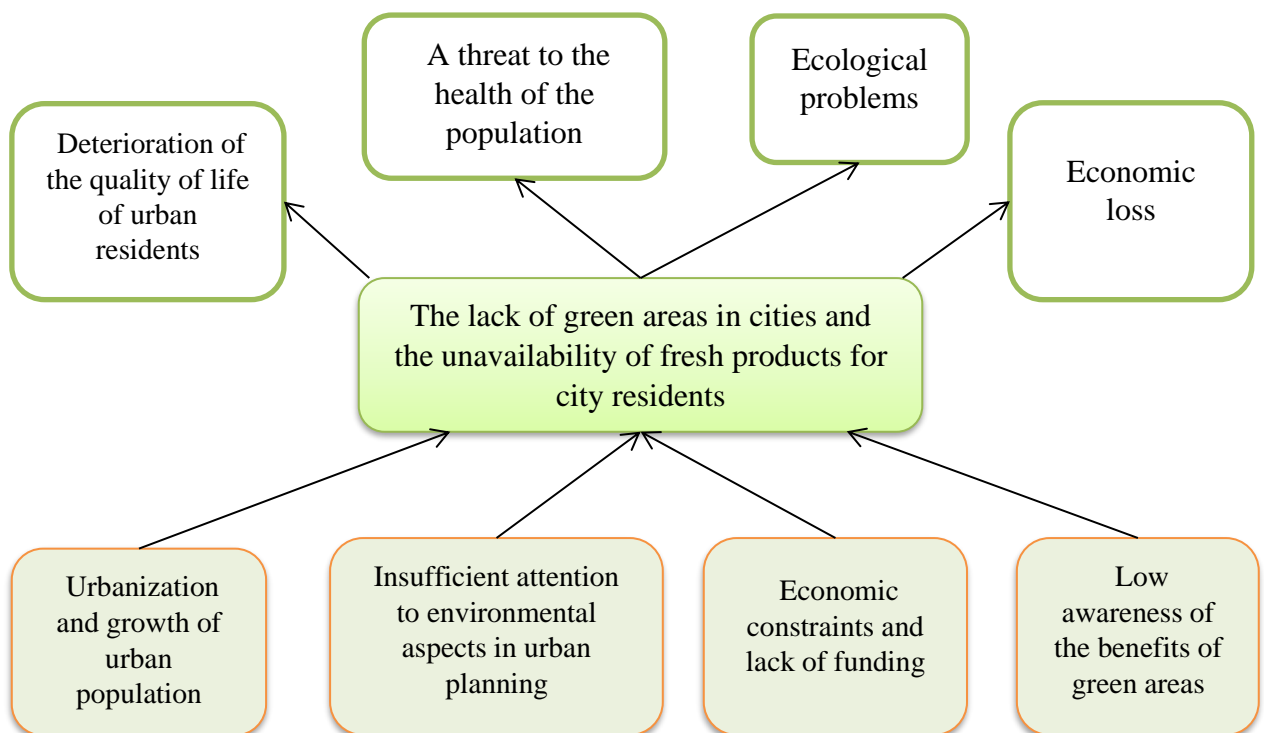 Deterioration of
the quality of life
of urban
residents
A threat to the
health of the
population
Ecological
problems
Economic
loss
The lack of green areas in cities and
the unavailability of fresh products for
city residents
Urbanization
and growth of
urban
population
Insufficient attention
to environmental
aspects in urban
planning
Economic
constraints and
lack of funding
Low
awareness of
the benefits of
green areas